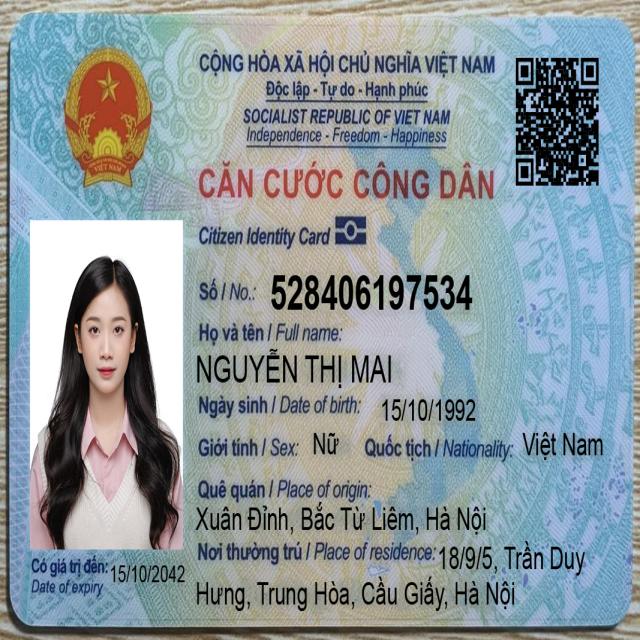 CỘNG HÒA XÃ HỘI CHỦ NGHĨA VIỆT NAM
Độc lập - Tự do - Hạnh phúc
SOCIALIST REPUBLIC OF VIET NAM
Independence - Freedom - Happiness
CĂN CƯỚC CÔNG DÂN
Citizen Identity Card
VIỆT NAM
Số / No.: 528406197534
Họ và tên / Full name:
NGUYỄN THỊ MAI
Ngày sinh / Date of birth: 15/10/1992
Giới tính / Sex: Nữ Quốc tịch / Nationality: Việt Nam
Quê quán / Place of origin:
Xuân Đỉnh, Bắc Từ Liêm, Hà Nội
Nơi thường trú / Place of residence: 18/9/5, Trần Duy
Hưng, Trung Hòa, Cầu Giấy, Hà Nội
Có giá trị đến: 15/10/2042
Date of expiry